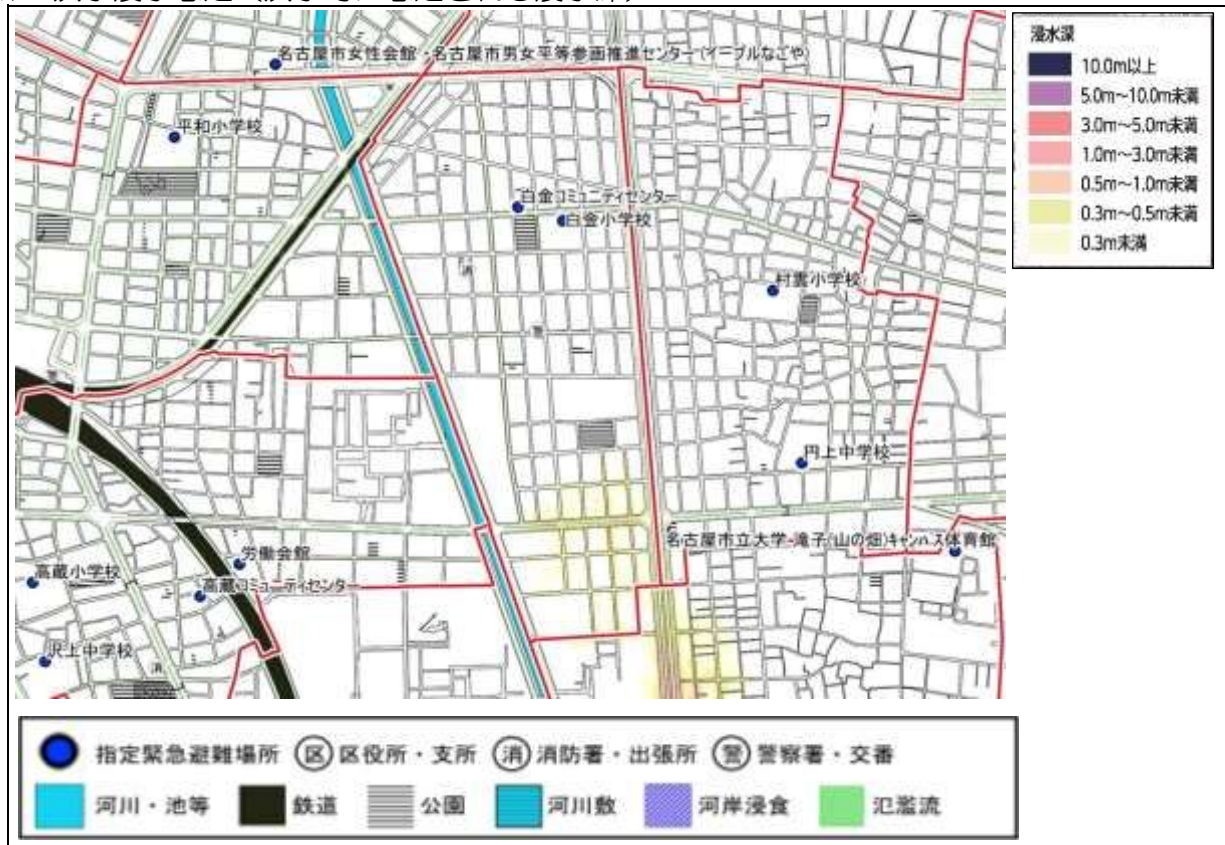 名古屋市女性会館・名古屋市男女平等参画推進センター(イーブルなごや)
平和小学校
白金コミュニティセンター
白金小学校
村雲小学校
円上中学校
名古屋市立大学・滝子(山の畑)キャンパス体育館
労働会館
高蔵小学校
高蔵コミュニティセンター
沢上中学校
浸水深
10.0m以上
5.0m~10.0m未満
3.0m~5.0m未満
1.0m~3.0m未満
0.5m~1.0m未満
0.3m~0.5m未満
0.3m未満
指定緊急避難場所 区 区役所・支所 消 消防署・出張所 警 警察署・交番
河川・池等 鉄道 公園 河川敷 河岸浸食 氾濫流